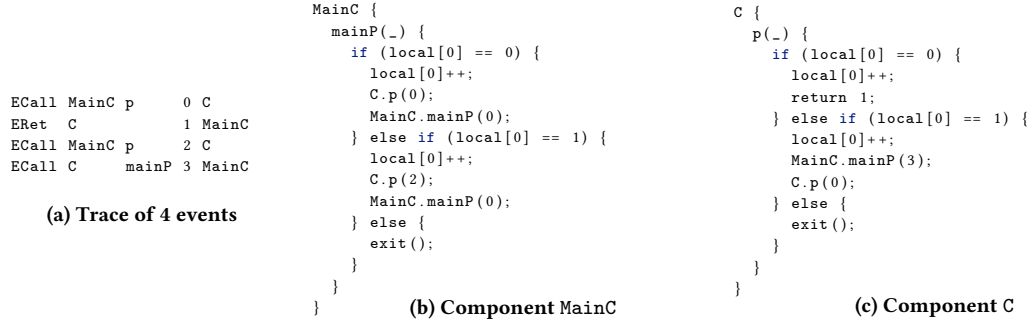 ECall MainC p 0 C
ERet C 1 MainC
ECall MainC p 2 C
ECall C mainP 3 MainC
(a) Trace of 4 events
MainC {
mainP(_) {
if (local[0] == 0) {
local[0]++;
C.p(0);
MainC.mainP(0);
} else if (local[0] == 1) {
local[0]++;
C.p(2);
MainC.mainP(0);
} else {
exit();
}
}
}
(b) Component MainC
C {
p(_) {
if (local[0] == 0) {
local[0]++;
return 1;
} else if (local[0] == 1) {
local[0]++;
MainC.mainP(3);
C.p(0);
} else {
exit();
}
}
}
(c) Component C